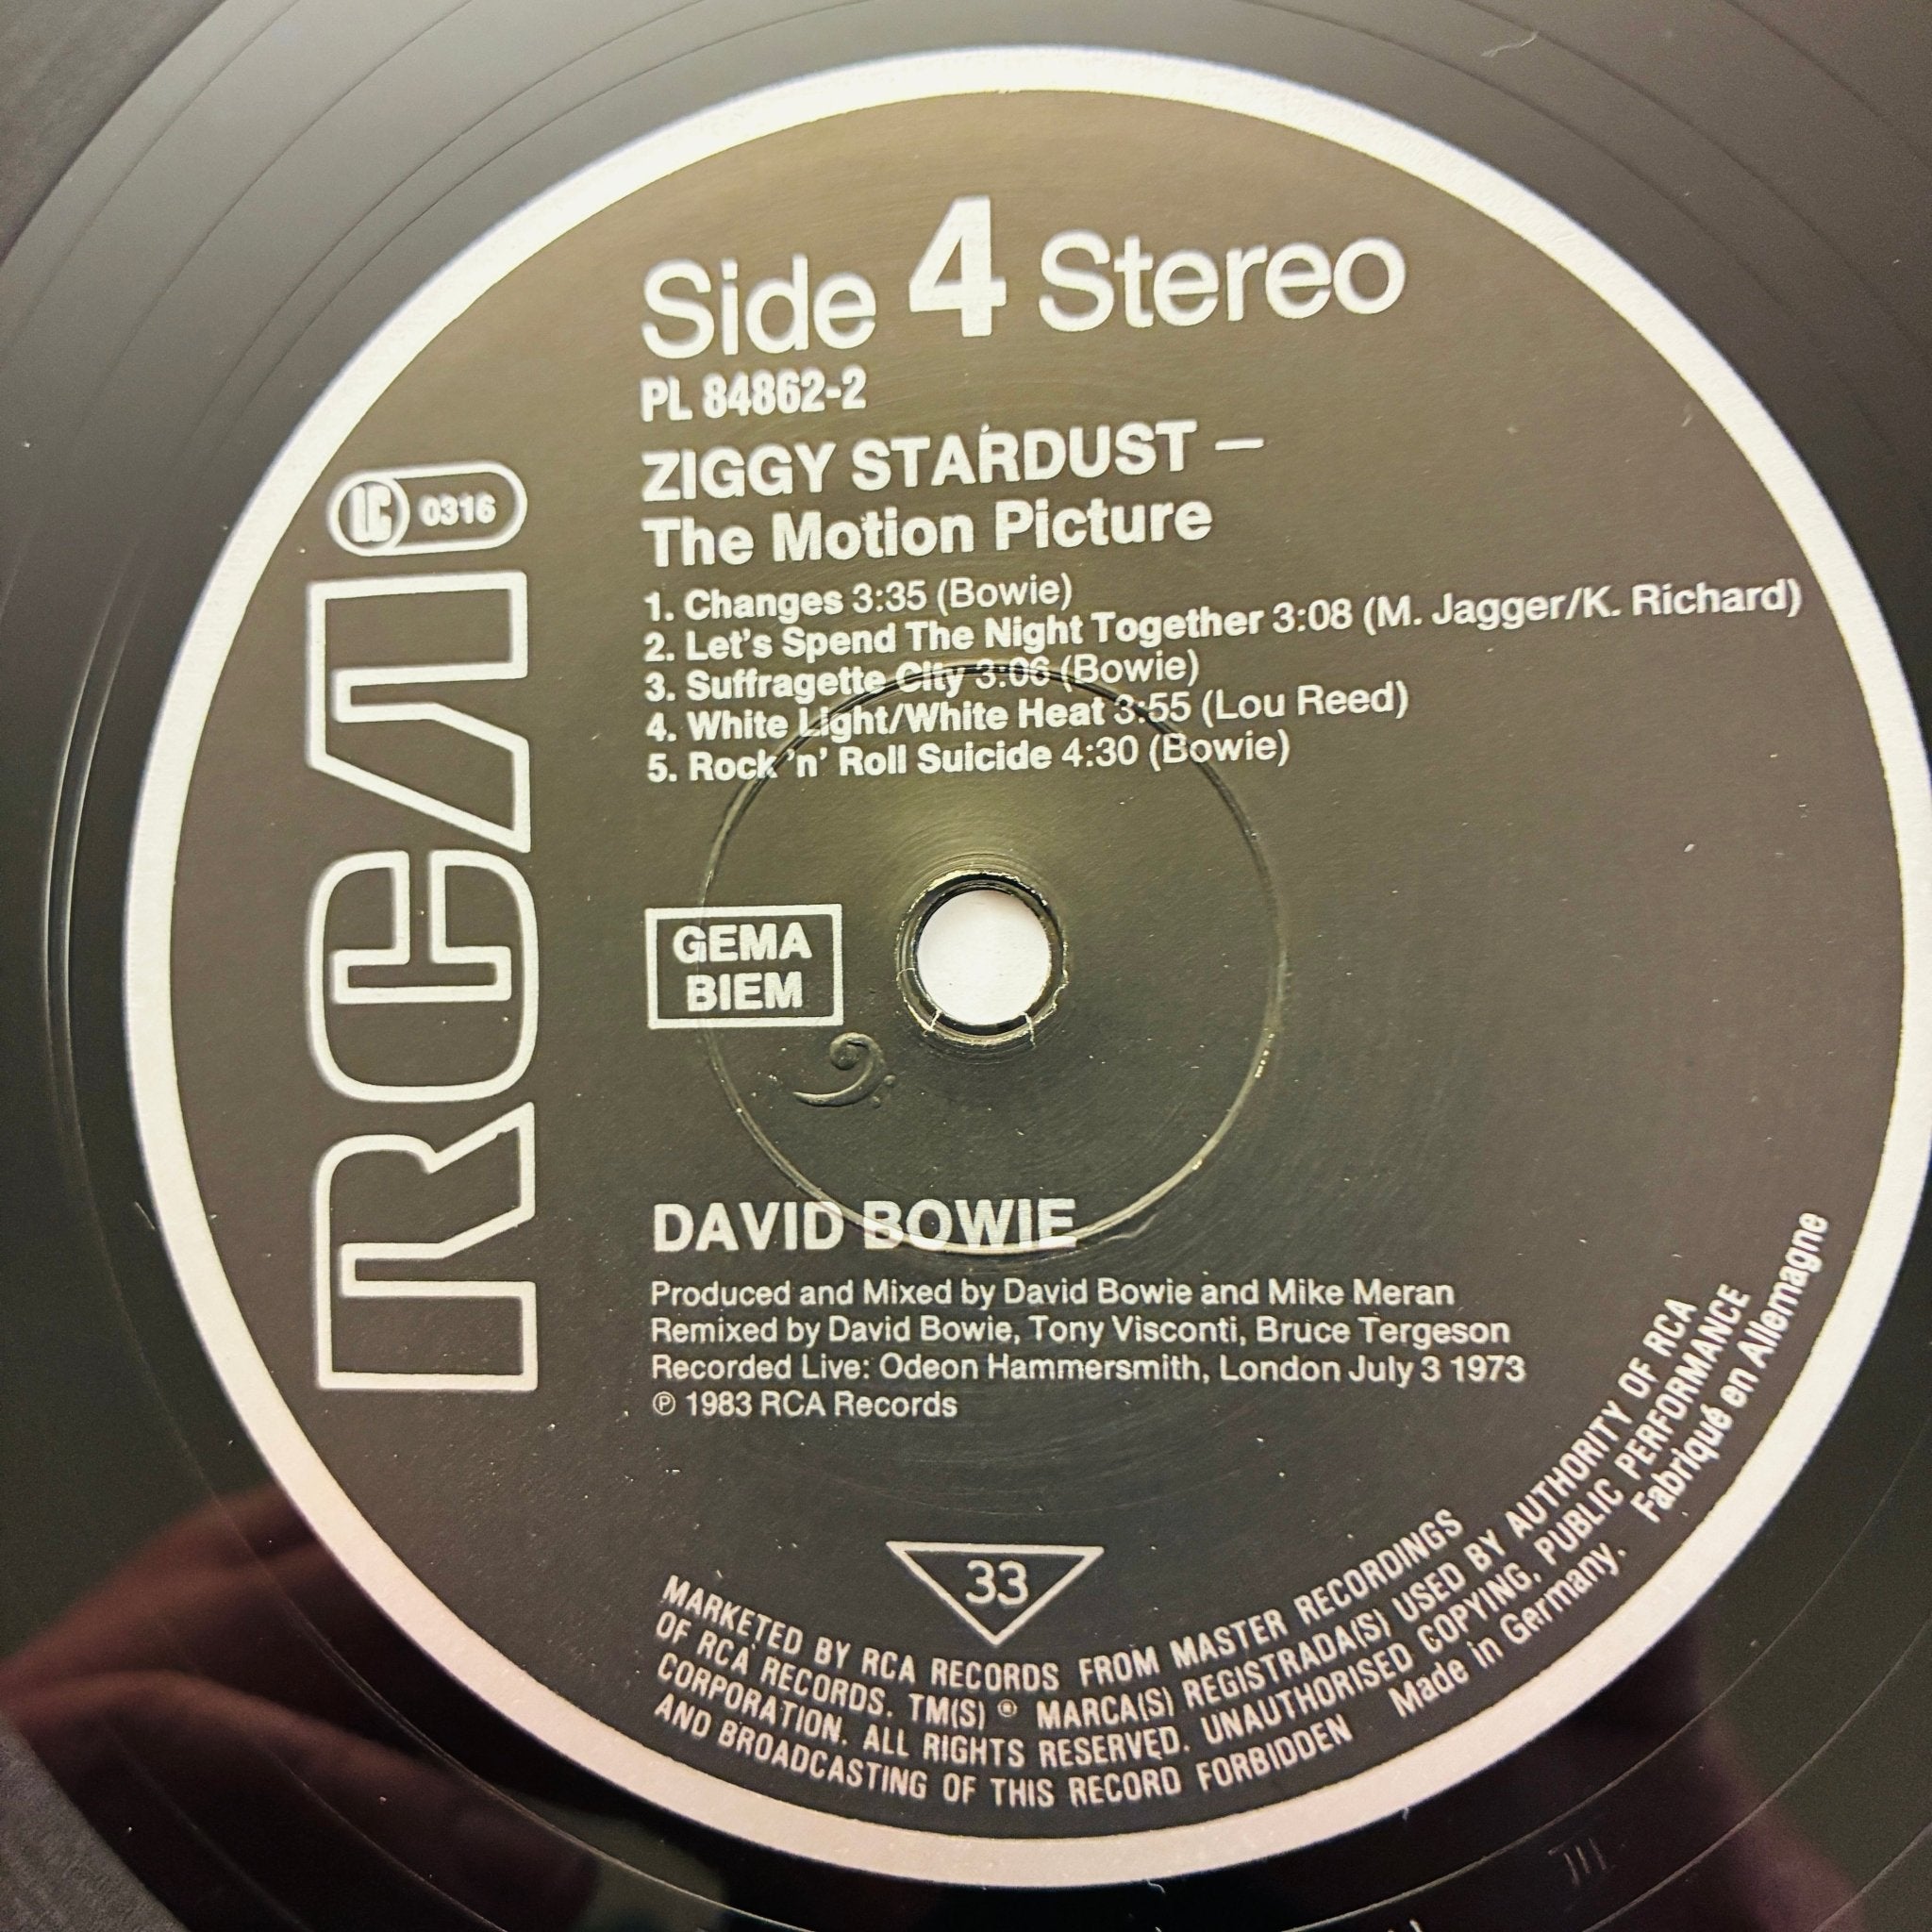 Side 4 Stereo
PL 84862-2
ZIGGY STARDUST —
The Motion Picture
1. Changes 3:35 (Bowie)
2. Let's Spend The Night Together 3:08 (M. Jagger/K. Richard)
3. Suffragette City 3:06 (Bowie)
4. White Light/White Heat 3:55 (Lou Reed)
5. Rock 'n' Roll Suicide 4:30 (Bowie)
LC 0316
RCA
GEMA
BIEM
DAVID BOWIE
Produced and Mixed by David Bowie and Mike Meran
Remixed by David Bowie, Tony Visconti, Bruce Tergeson
Recorded Live: Odeon Hammersmith, London July 3 1973
℗ 1983 RCA Records
33
MARKETED BY RCA RECORDS FROM MASTER RECORDINGS
OF RCA RECORDS. TM(S) ® MARCA(S) REGISTRADA(S) USED BY AUTHORITY OF RCA
CORPORATION. ALL RIGHTS RESERVED. UNAUTHORISED COPYING, PUBLIC PERFORMANCE
AND BROADCASTING OF THIS RECORD FORBIDDEN Made in Germany. Fabriqué en Allemagne